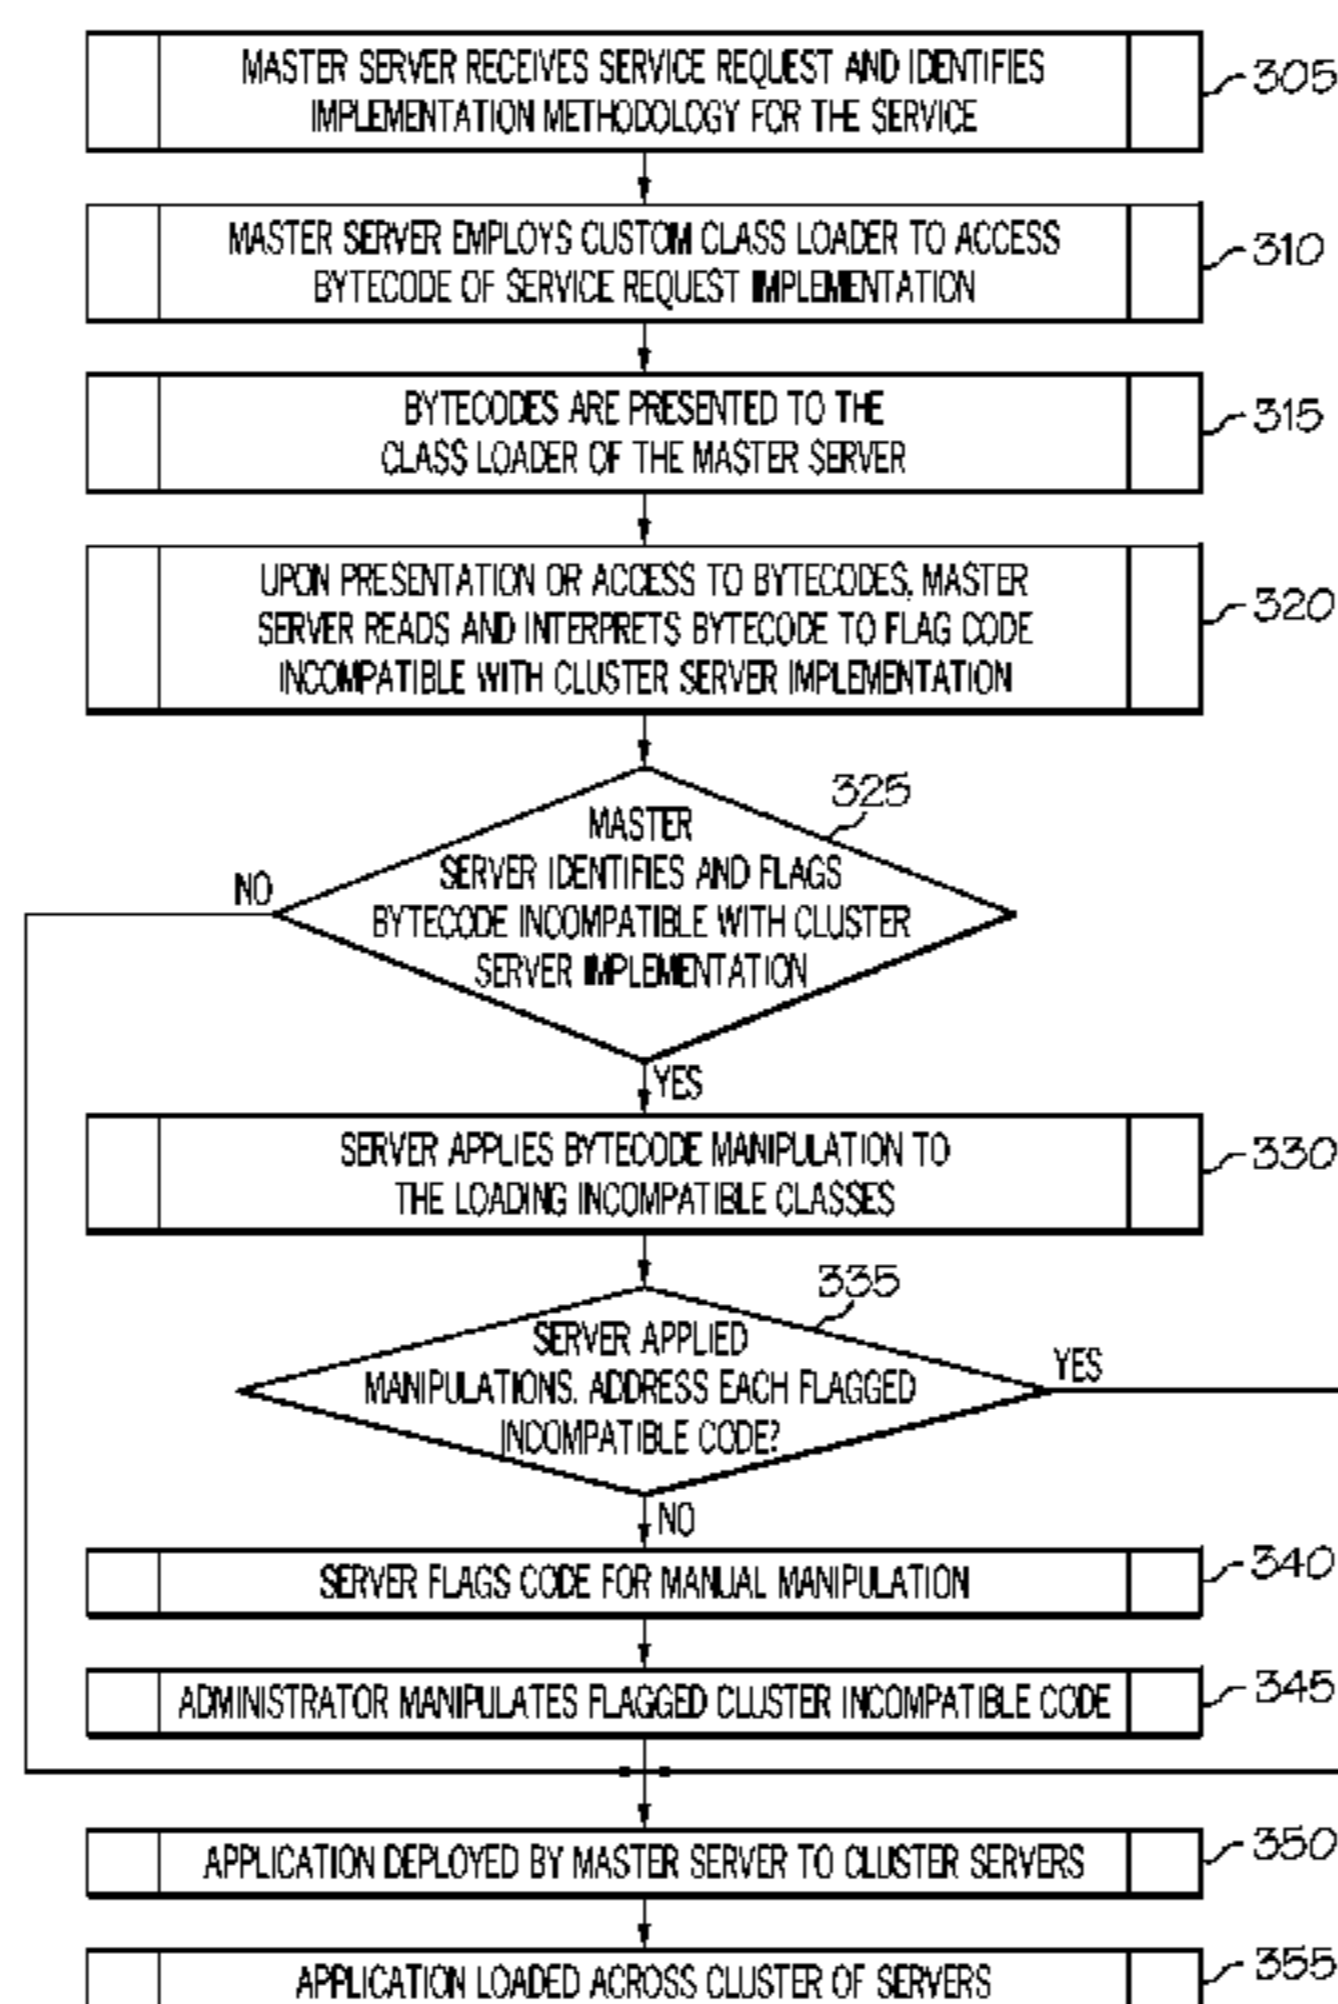 MASTER SERVER RECEIVES SERVICE REQUEST AND IDENTIFIES
IMPLEMENTATION METHODOLOGY FOR THE SERVICE
305
MASTER SERVER EMPLOYS CUSTOM CLASS LOADER TO ACCESS
BYTECODE OF SERVICE REQUEST IMPLEMENTATION
310
BYTECODES ARE PRESENTED TO THE
CLASS LOADER OF THE MASTER SERVER
315
UPON PRESENTATION OR ACCESS TO BYTECODES, MASTER
SERVER READS AND INTERPRETS BYTECODE TO FLAG CODE
INCOMPATIBLE WITH CLUSTER SERVER IMPLEMENTATION
320
325
MASTER
SERVER IDENTIFIES AND FLAGS
BYTECODE INCOMPATIBLE WITH CLUSTER
SERVER IMPLEMENTATION
NO
YES
SERVER APPLIES BYTECODE MANIPULATION TO
THE LOADING INCOMPATIBLE CLASSES
330
335
SERVER APPLIED
MANIPULATIONS. ADDRESS EACH FLAGGED
INCOMPATIBLE CODE?
YES
NO
SERVER FLAGS CODE FOR MANUAL MANIPULATION
340
ADMINISTRATOR MANIPULATES FLAGGED CLUSTER INCOMPATIBLE CODE
345
APPLICATION DEPLOYED BY MASTER SERVER TO CLUSTER SERVERS
350
APPLICATION LOADED ACROSS CLUSTER OF SERVERS
355